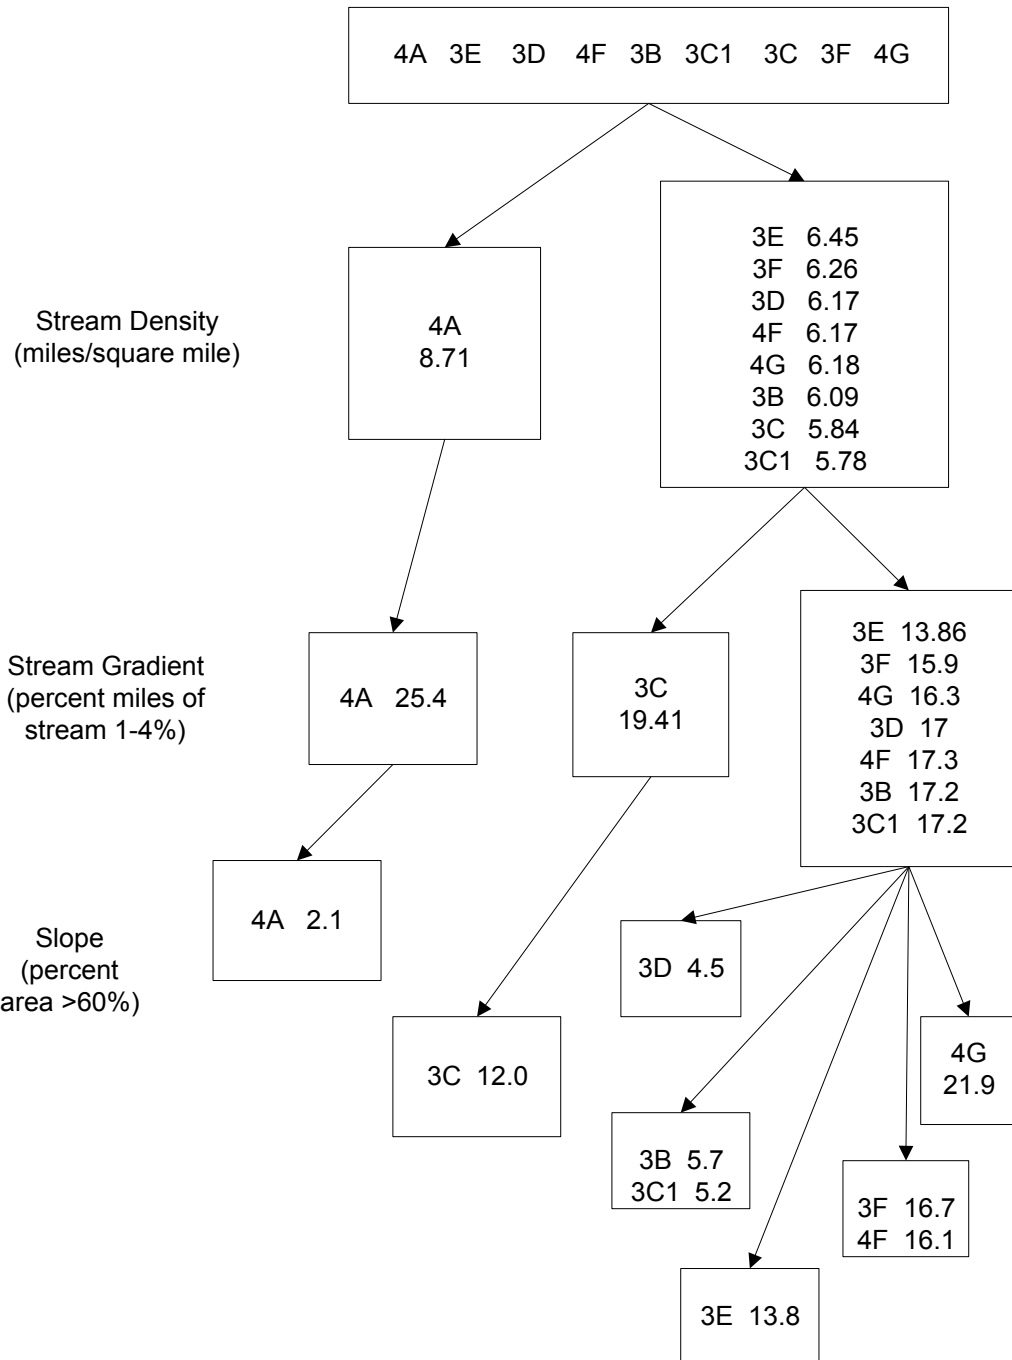 4A 3E 3D 4F 3B 3C1 3C 3F 4G
Stream Density
(miles/square mile)
4A
8.71
3E 6.45
3F 6.26
3D 6.17
4F 6.17
4G 6.18
3B 6.09
3C 5.84
3C1 5.78
Stream Gradient
(percent miles of
stream 1-4%)
4A 25.4
3C
19.41
3E 13.86
3F 15.9
4G 16.3
3D 17
4F 17.3
3B 17.2
3C1 17.2
Slope
(percent
area >60%)
4A 2.1
3C 12.0
3D 4.5
3B 5.7
3C1 5.2
3E 13.8
3F 16.7
4F 16.1
4G
21.9